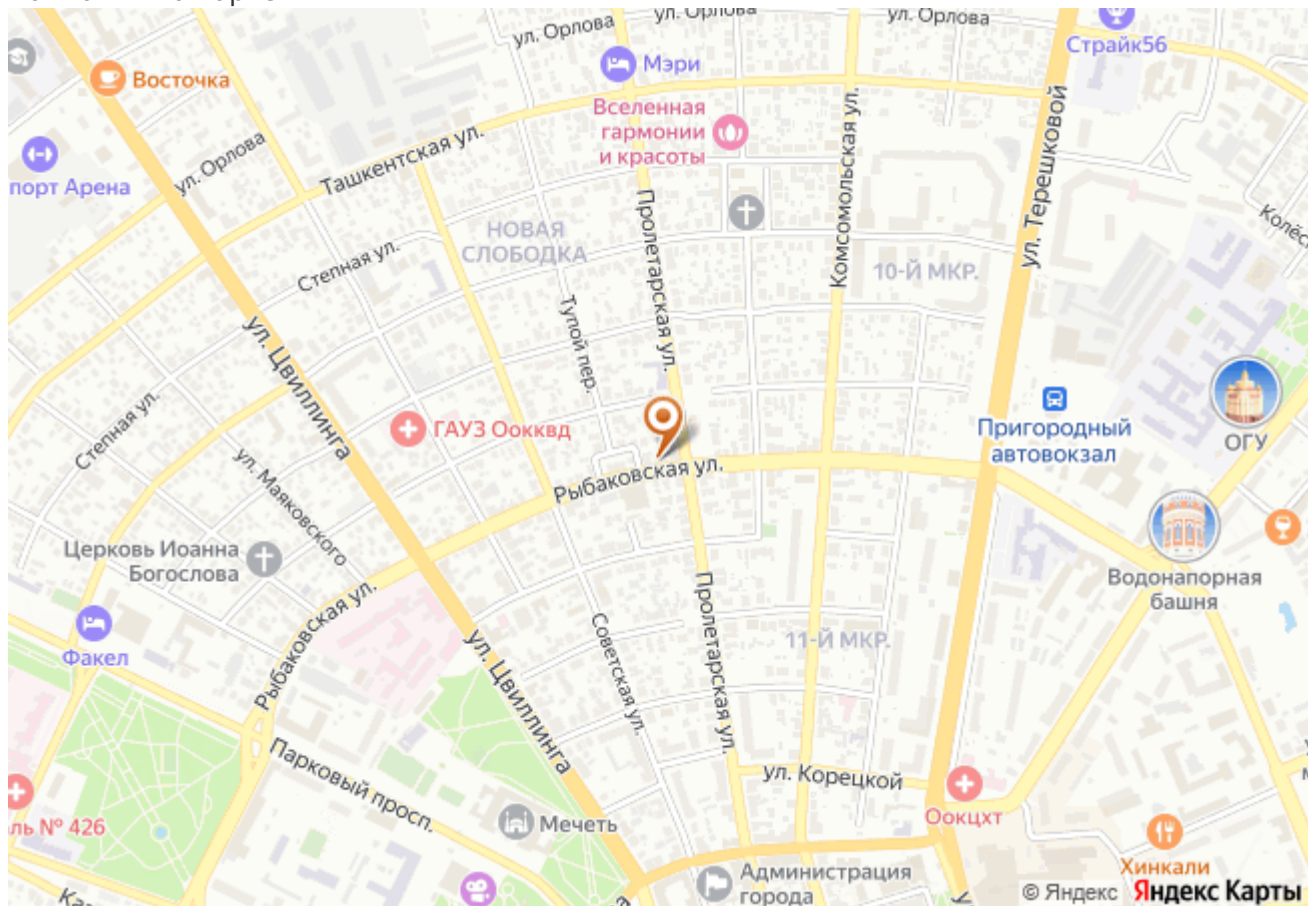 ул. Орлова
ул. Орлова
ул. Орлова
Страйк56
Мэри
Восточка
Вселенная
гармонии
и красоты
Ташкентская ул.
ул. Орлова
порт Арена
Пролетарская ул.
Комсомольская ул.
ул. Терешковой
НОВАЯ
СЛОБОДКА
Степная ул.
10-Й МКР.
Тупой пер.
ул. Цвиллинга
Степная ул.
ГАУЗ Оокквд
Пригородный
автовокзал
ОГУ
Рыбаковская ул.
ул. Маяковского
Церковь Иоанна
Богослова
Водонапорная
башня
Рыбаковская ул.
Факел
Советская ул.
Пролетарская ул.
11-Й МКР.
ул. Цвиллинга
Парковый просп.
ул. Корецкой
Оокцхт
ль № 426
Мечеть
Хинкали
Администрация
города
© Яндекс Яндекс Карты